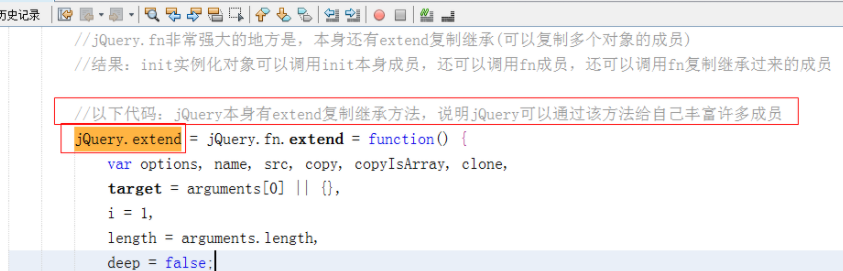 历史记录
//jQuery.fn非常强大的地方是，本身还有extend复制继承(可以复制多个对象的成员)
//结果：init实例化对象可以调用init本身成员，还可以调用fn成员，还可以调用fn复制继承过来的成员
//以下代码：jQuery本身有extend复制继承方法，说明jQuery可以通过该方法给自己丰富许多成员
jQuery.extend = jQuery.fn.extend = function() {
var options, name, src, copy, copyIsArray, clone,
target = arguments[0] || {},
i = 1,
length = arguments.length,
deep = false;